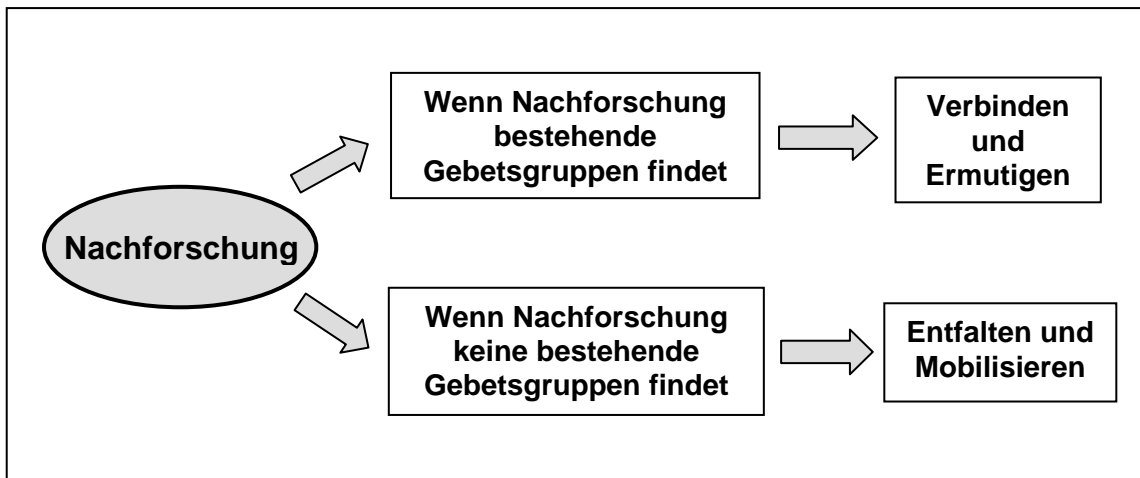 Nachforschung
Wenn Nachforschung
bestehende
Gebetsgruppen findet
Verbinden
und
Ermutigen
Wenn Nachforschung
keine bestehende
Gebetsgruppen findet
Entfalten und
Mobilisieren